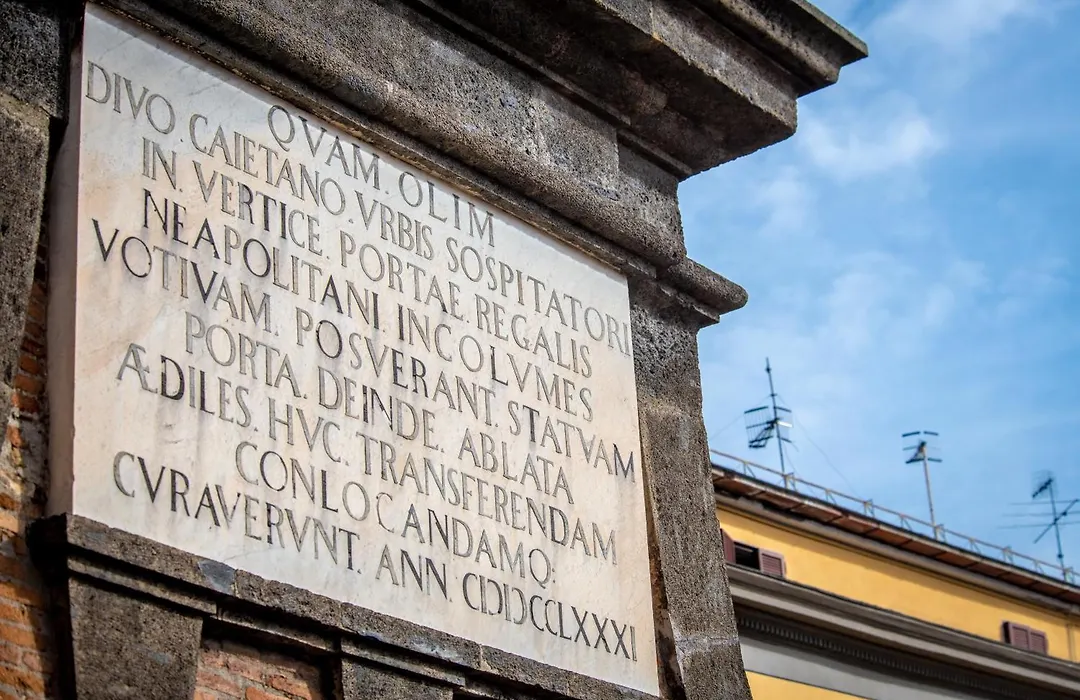 QVAM. OLIM
DIVO. CAIETANO. VRBIS SOSPITATORI
IN VERTICE. PORTAE REGALIS
NEAPOLITANI. INCOLVMES
VOTIVAM. POSVERANT. STATVAM
PORTA. DEINDE. ABLATA
ÆDILES. HVC. TRANSFERENDAM
CONLOCANDAMQ.
CVRAVERVNT. ANN. CIƆIƆCCLXXXI